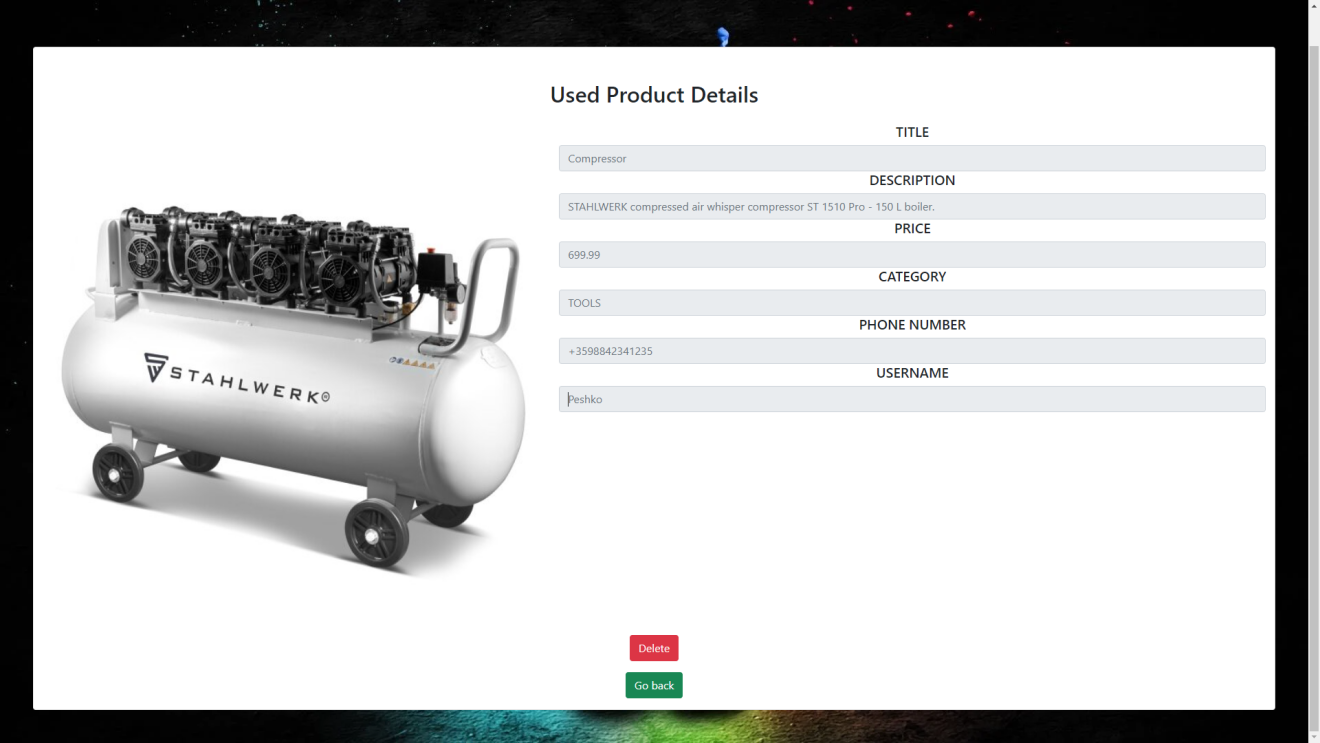 Used Product Details
TITLE
Compressor
DESCRIPTION
STAHLWERK compressed air whisper compressor ST 1510 Pro - 150 L boiler.
PRICE
699.99
CATEGORY
TOOLS
PHONE NUMBER
+3598842341235
USERNAME
Peshko
STAHLWERK®
Delete
Go back